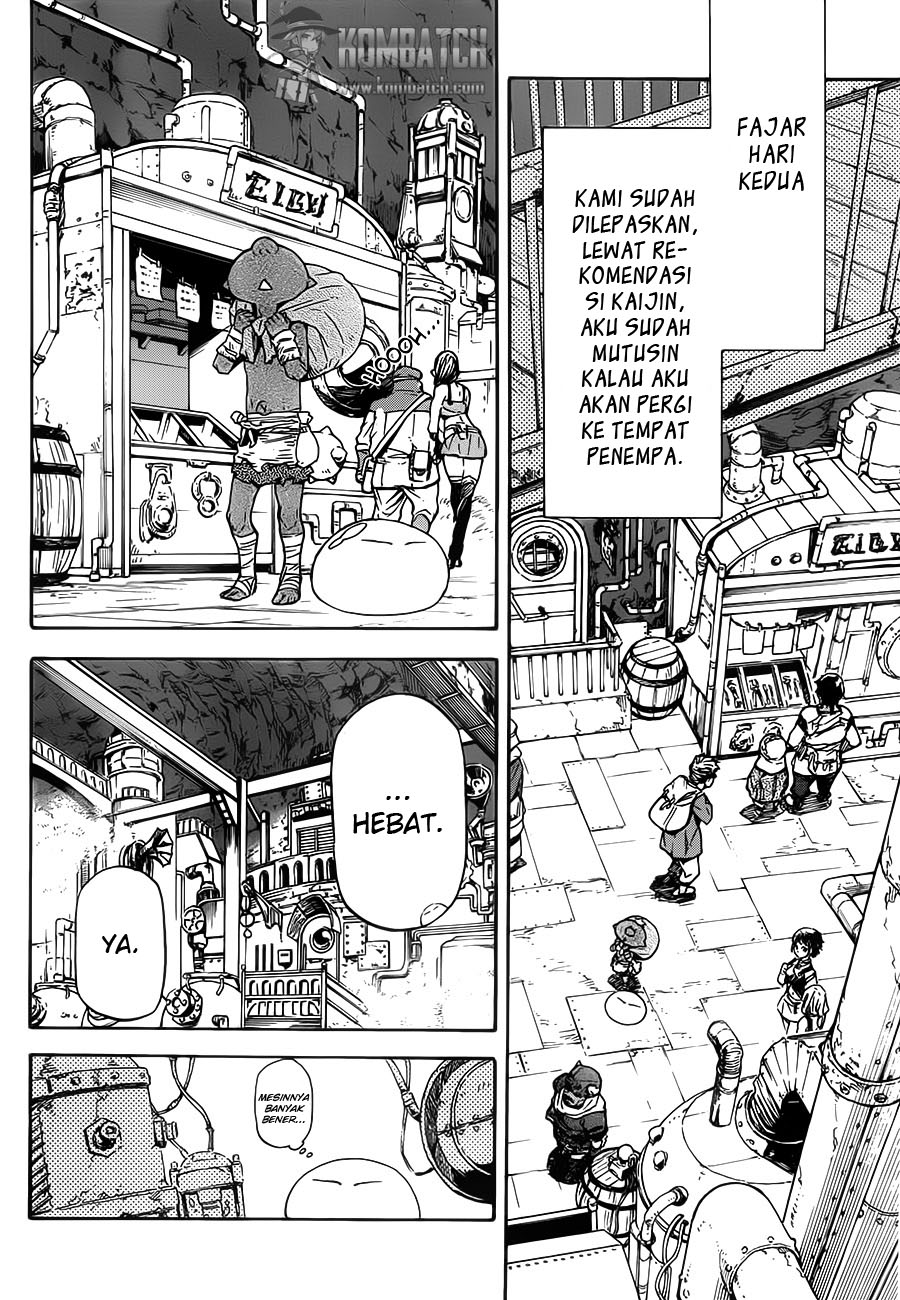 KOMBATCH
www.kombatch.com
FAJAR
HARI
KEDUA
KAMI SUDAH
DILEPASKAN,
LEWAT RE-
KOMENDASI
SI KAIJIN,
AKU SUDAH
MUTUSIN
KALAU AKU
AKAN PERGI
KE TEMPAT
PENEMPA.
HOOOH...
...
HEBAT.
YA.
MESINNYA
BANYAK
BENER...